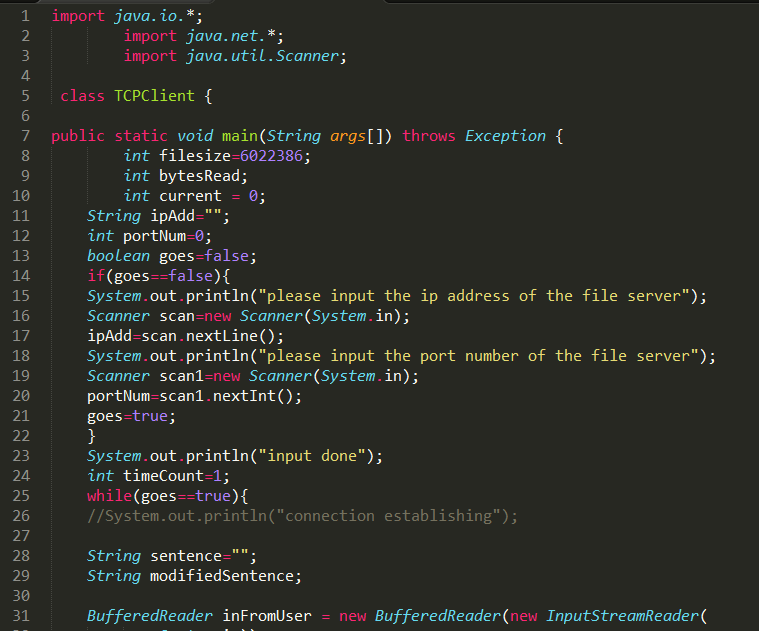 1 import java.io.*;
2 import java.net.*;
3 import java.util.Scanner;
4
5 class TCPClient {
6
7 public static void main(String args[]) throws Exception {
8 int filesize=6022386;
9 int bytesRead;
10 int current = 0;
11 String ipAdd="";
12 int portNum=0;
13 boolean goes=false;
14 if(goes==false){
15 System.out.println("please input the ip address of the file server");
16 Scanner scan=new Scanner(System.in);
17 ipAdd=scan.nextLine();
18 System.out.println("please input the port number of the file server");
19 Scanner scan1=new Scanner(System.in);
20 portNum=scan1.nextInt();
21 goes=true;
22 }
23 System.out.println("input done");
24 int timeCount=1;
25 while(goes==true){
26 //System.out.println("connection establishing");
27
28 String sentence="";
29 String modifiedSentence;
30
31 BufferedReader inFromUser = new BufferedReader(new InputStreamReader(